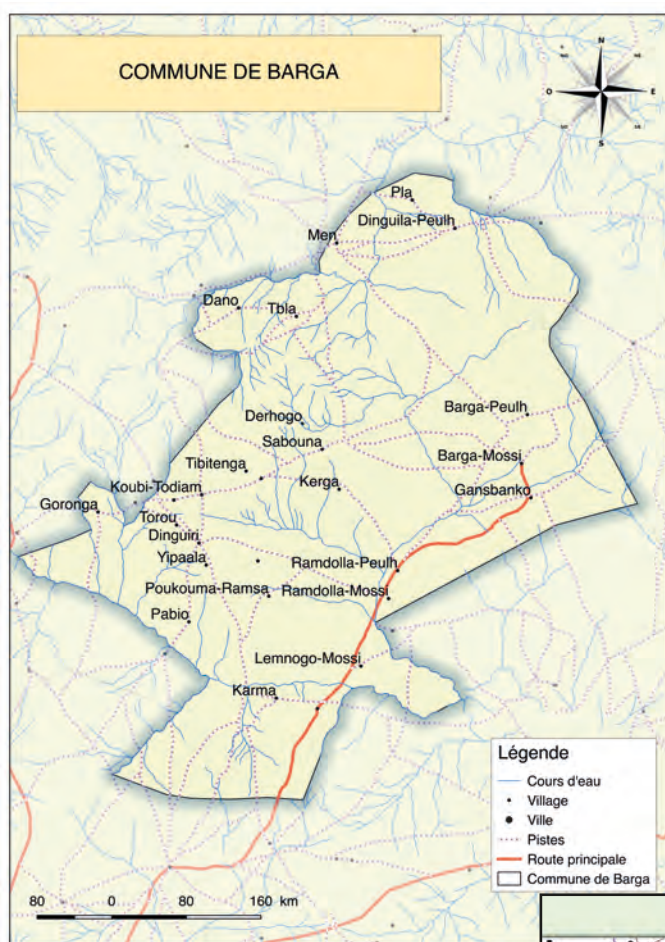 COMMUNE DE BARGA
N
O
E
S
Pla
Dinguila-Peulh
Men
Dano
Tbla
Barga-Peulh
Derhogo
Sabouna
Barga-Mossi
Tibitenga
Kerga
Koubi-Todiam
Gansbanko
Goronga
Torou
Dinguiri
Yipaala
Ramdolla-Peulh
Poukouma-Ramsa
Ramdolla-Mossi
Pabio
Lemnogo-Mossi
Karma
Légende
Cours d'eau
Village
Ville
Pistes
Route principale
Commune de Barga
80 0 80 160 km